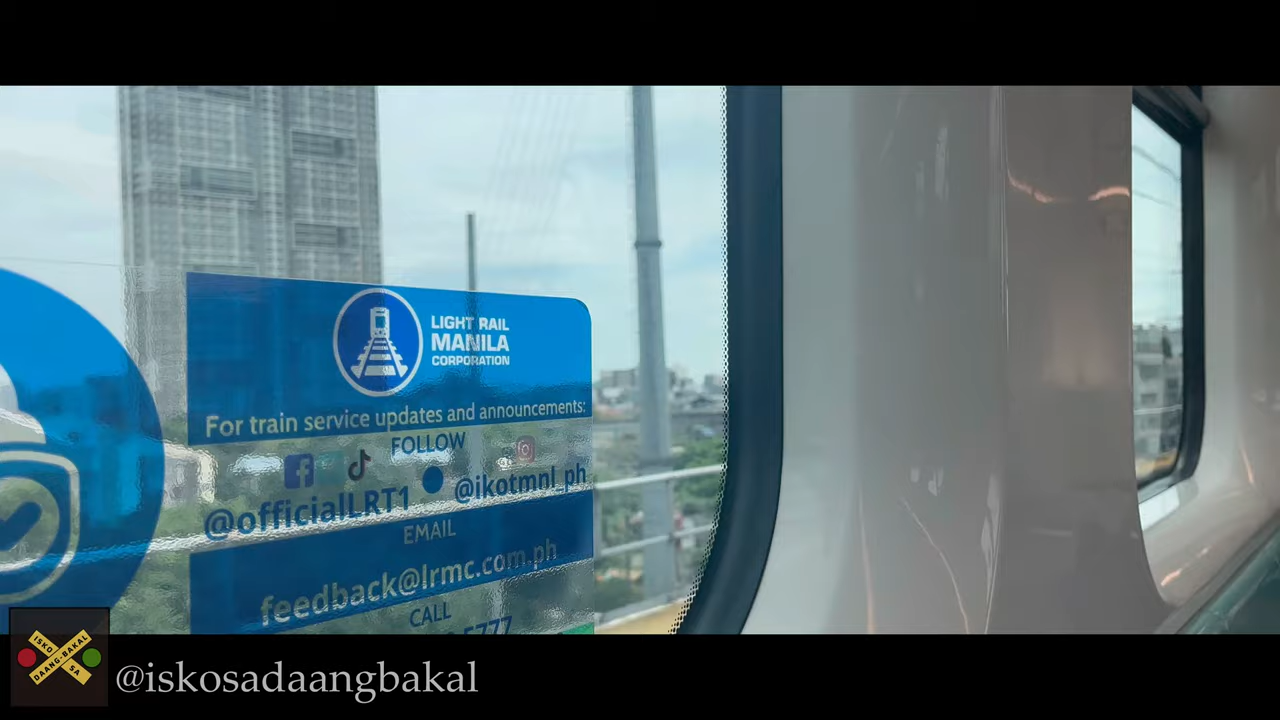 LIGHT RAIL
MANILA
CORPORATION
For train service updates and announcements:
FOLLOW
@officialLRT1 @ikotmnl_ph
EMAIL
feedback@lrmc.com.ph
CALL
5777
ISKO
DAANG-BAKAL
SA
@iskosadaangbakal